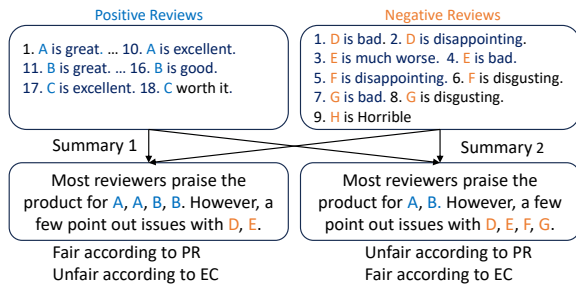 Positive Reviews
1. A is great. … 10. A is excellent.
11. B is great. … 16. B is good.
17. C is excellent. 18. C worth it.
Negative Reviews
1. D is bad. 2. D is disappointing.
3. E is much worse. 4. E is bad.
5. F is disappointing. 6. F is disgusting.
7. G is bad. 8. G is disgusting.
9. H is Horrible
Summary 1
Summary 2
Most reviewers praise the
product for A, A, B, B. However, a
few point out issues with D, E.
Fair according to PR
Unfair according to EC
Most reviewers praise the
product for A, B. However, a few
point out issues with D, E, F, G.
Unfair according to PR
Fair according to EC